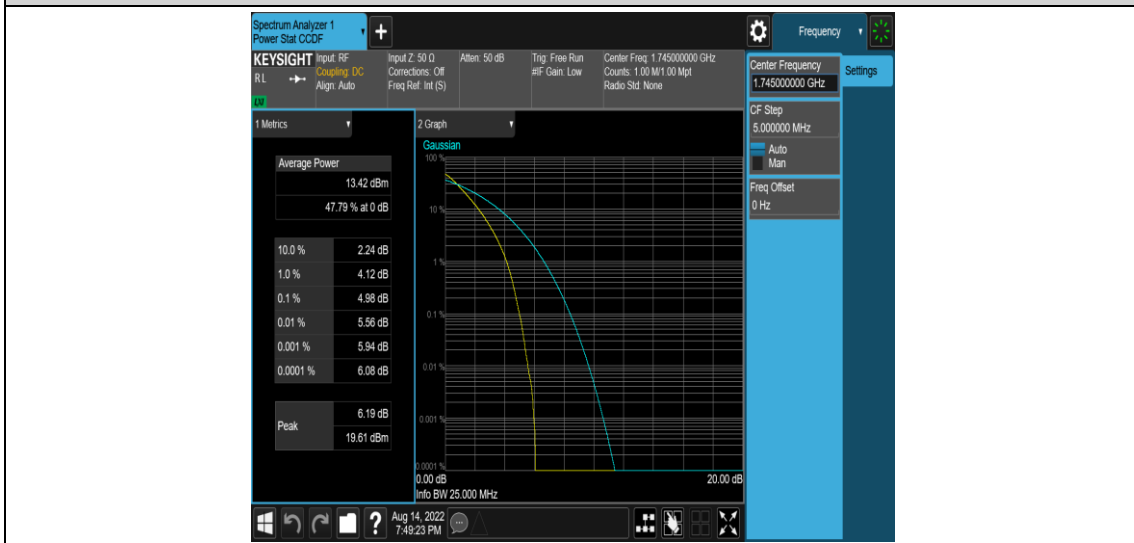 Spectrum Analyzer 1
Power Stat CCDF
Frequency
KEYSIGHT
RL
Input: RF
Coupling: DC
Align: Auto
Input Z: 50 Ω
Corrections: Off
Freq Ref: Int (S)
Atten: 50 dB
Trig: Free Run
#IF Gain: Low
Center Freq: 1.745000000 GHz
Counts: 1.00 M/1.00 Mpt
Radio Std: None
Center Frequency
1.745000000 GHz
Settings
CF Step
5.000000 MHz
Auto
Man
Freq Offset
0 Hz
1 Metrics
Average Power
13.42 dBm
47.79 % at 0 dB
10.0 % 2.24 dB
1.0 % 4.12 dB
0.1 % 4.98 dB
0.01 % 5.56 dB
0.001 % 5.94 dB
0.0001 % 6.08 dB
Peak
6.19 dB
19.61 dBm
2 Graph
Gaussian
100 %
10 %
1 %
0.1 %
0.01 %
0.001 %
0.0001 %
0.00 dB 20.00 dB
Info BW 25.000 MHz
?
Aug 14, 2022
7:49:23 PM